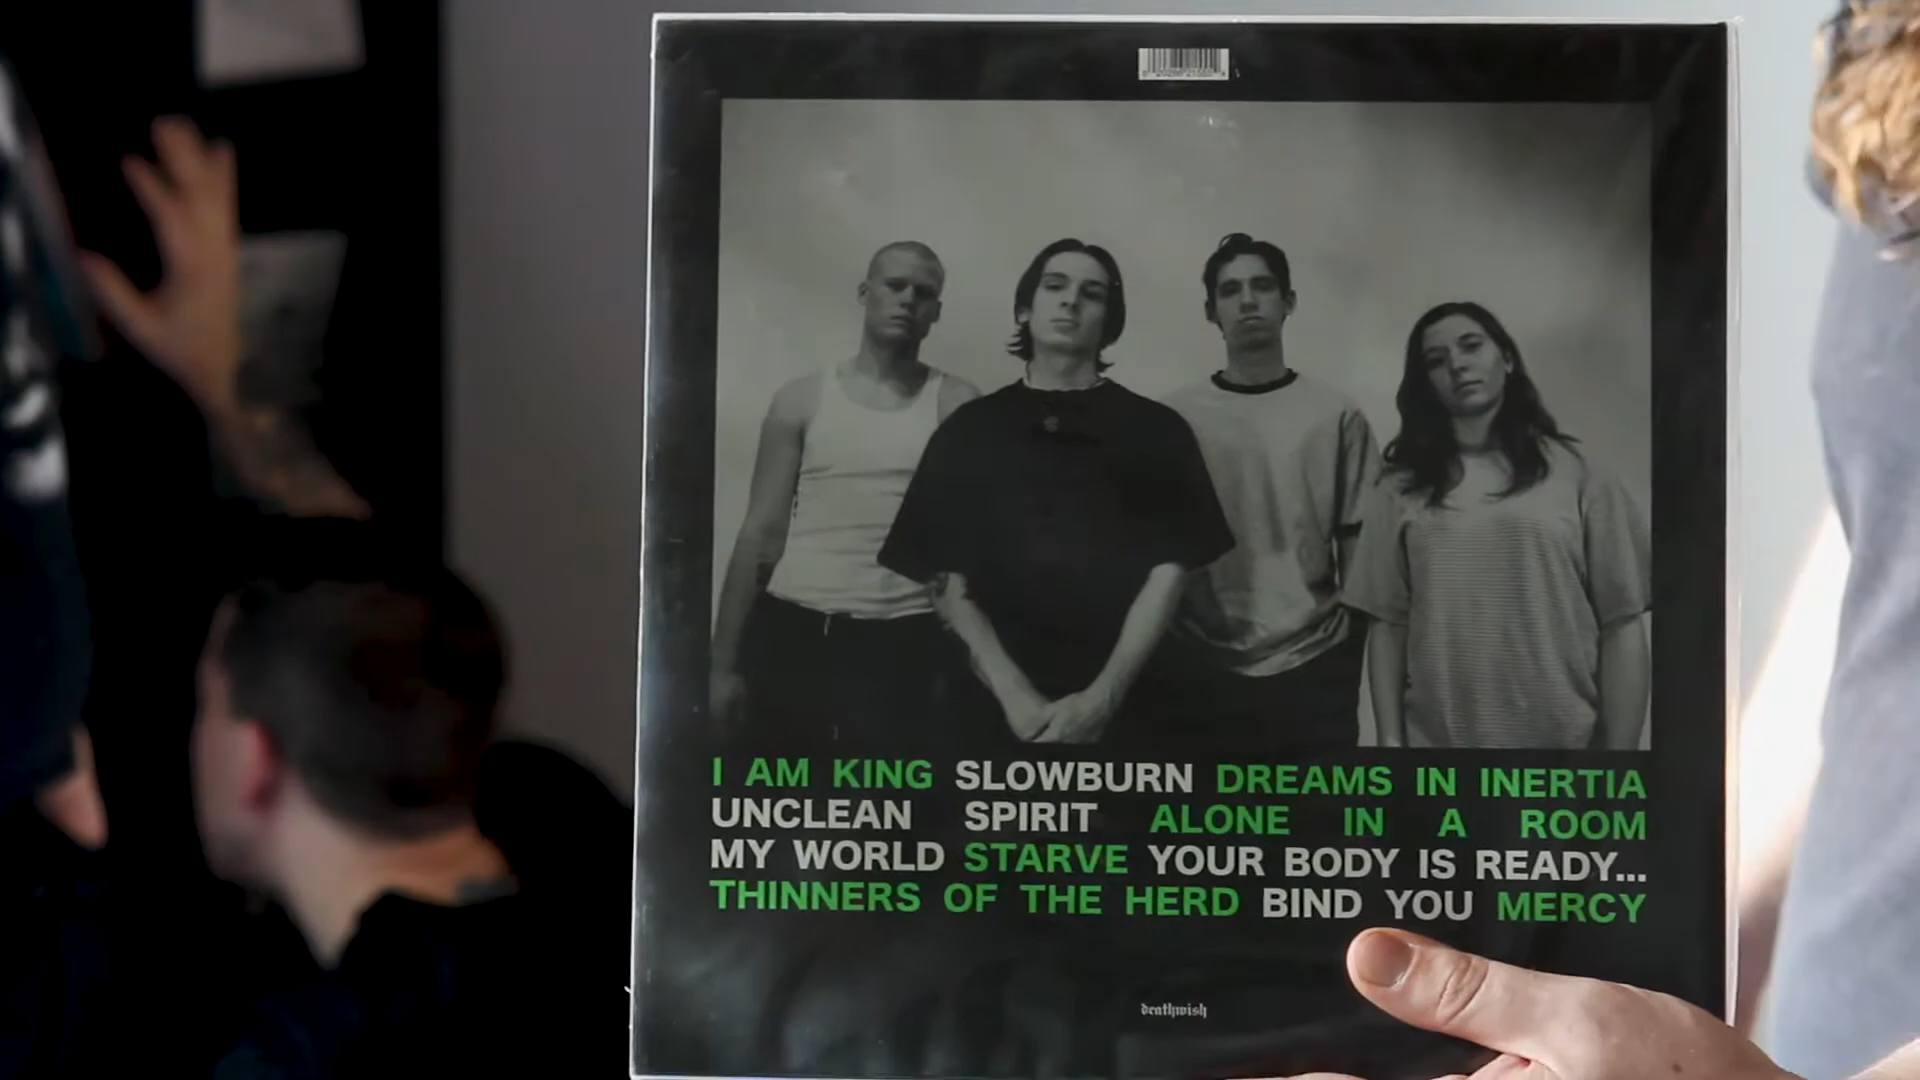 I AM KING SLOWBURN DREAMS IN INERTIA
UNCLEAN SPIRIT ALONE IN A ROOM
MY WORLD STARVE YOUR BODY IS READY...
THINNERS OF THE HERD BIND YOU MERCY
deathwish